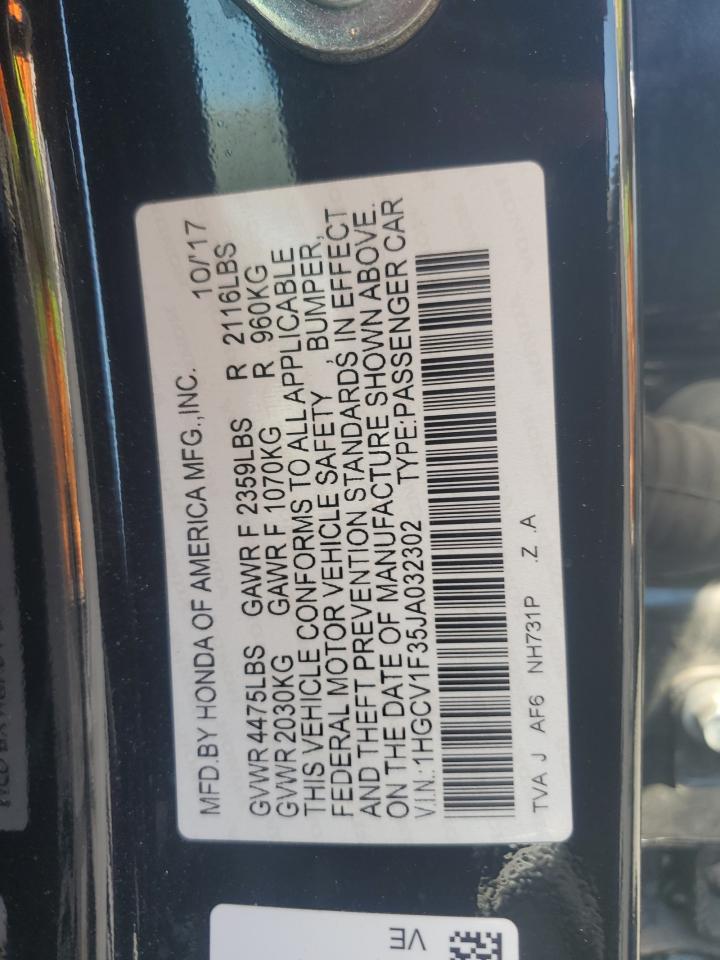 MFD.BY HONDA OF AMERICA MFG.,INC. 10/'17
GVWR 4475LBS GAWR F 2359LBS R 2116LBS
GVWR 2030KG GAWR F 1070KG R 960KG
THIS VEHICLE CONFORMS TO ALL APPLICABLE
FEDERAL MOTOR VEHICLE SAFETY , BUMPER,
AND THEFT PREVENTION STANDARDS IN EFFECT
ON THE DATE OF MANUFACTURE SHOWN ABOVE.
V.I.N.:1HGCV1F35JA032302 TYPE:PASSENGER CAR
TVA J AF6 NH731P .Z .A
VE